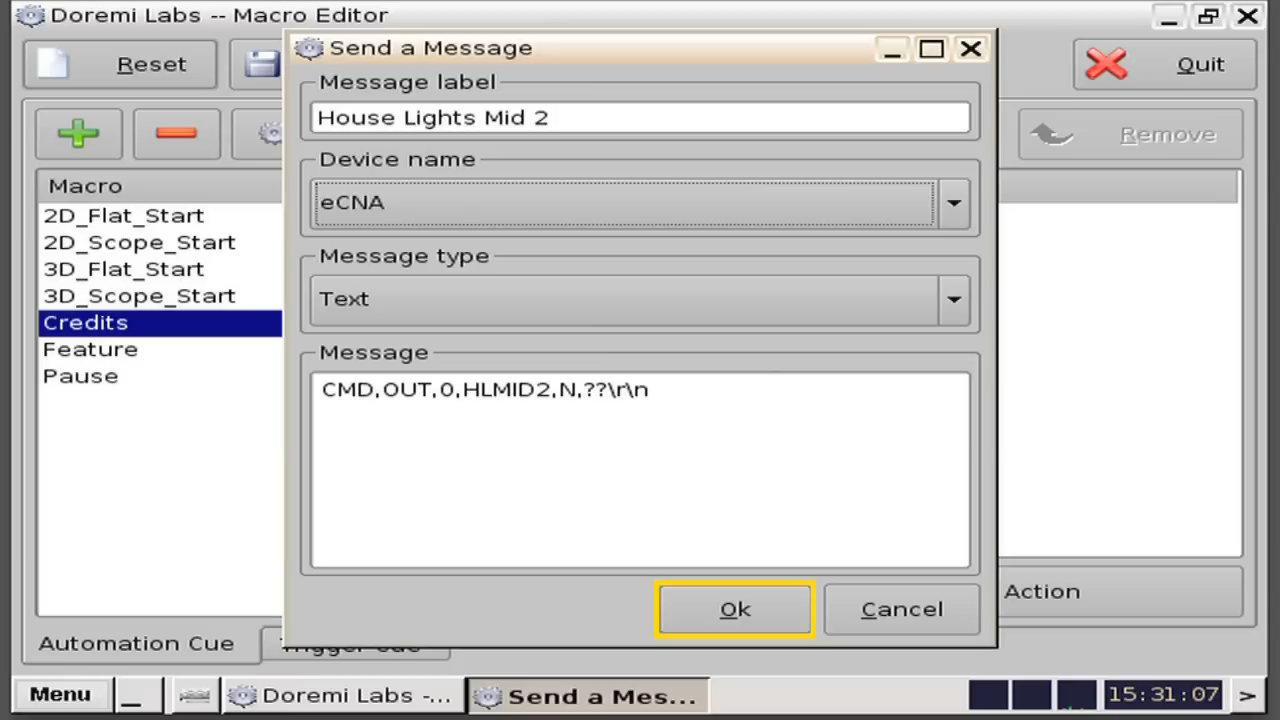 Doremi Labs -- Macro Editor
Send a Message
Reset
Quit
Message label
House Lights Mid 2
Remove
Device name
eCNA
Macro
2D_Flat_Start
2D_Scope_Start
3D_Flat_Start
3D_Scope_Start
Credits
Feature
Pause
Message type
Text
Message
CMD,OUT,0,HLMID2,N,??\r\n
Action
Ok
Cancel
Automation Cue
Trigger Cue
Menu
Doremi Labs -...
Send a Mes...
15:31:07